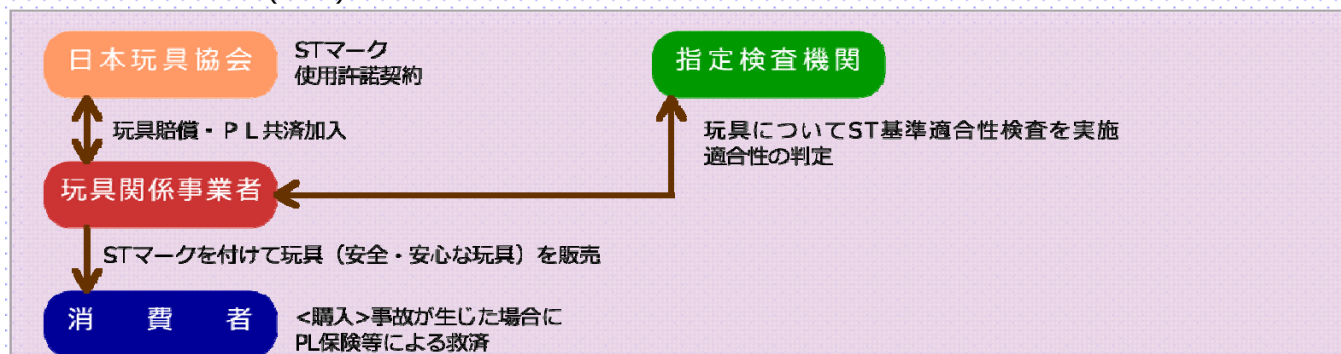 日本玩具協会
STマーク
使用許諾契約
指定検査機関
玩具賠償・PL共済加入
玩具についてST基準適合性検査を実施
適合性の判定
玩具関係事業者
STマークを付けて玩具（安全・安心な玩具）を販売
消費者
<購入>事故が生じた場合に
PL保険等による救済